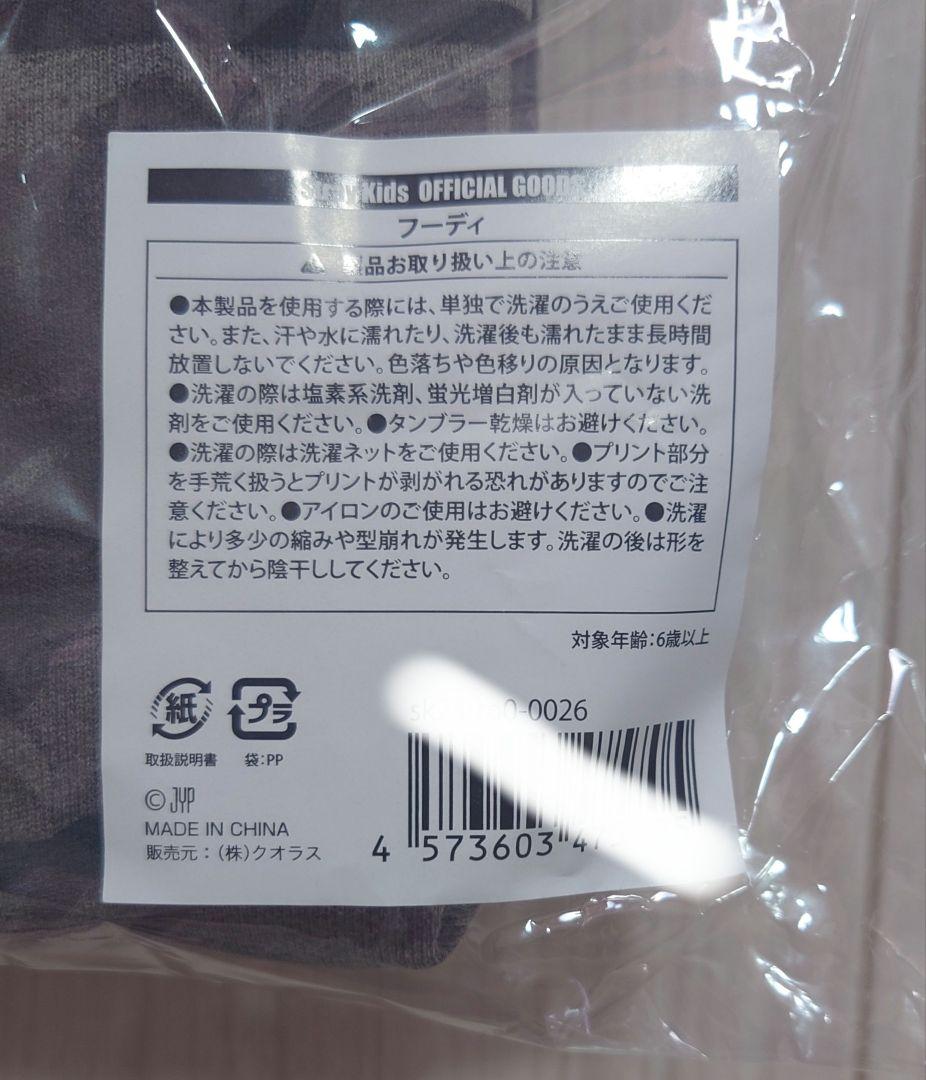 Stray Kids OFFICIAL GOODS
フーディ
製品お取り扱い上の注意
●本製品を使用する際には、単独で洗濯のうえご使用くだ
さい。また、汗や水に濡れたり、洗濯後も濡れたまま長時間
放置しないでください。色落ちや色移りの原因となります。
●洗濯の際は塩素系洗剤、蛍光増白剤が入っていない洗
剤をご使用ください。●タンブラー乾燥はお避けください。
●洗濯の際は洗濯ネットをご使用ください。●プリント部分
を手荒く扱うとプリントが剥がれる恐れがありますのでご注
意ください。●アイロンのご使用はお避けください。●洗濯
により多少の縮みや型崩れが発生します。洗濯の後は形を
整えてから陰干ししてください。
対象年齢:6歳以上
紙 プラ
取扱説明書 袋:PP
©JYP
MADE IN CHINA
販売元:(株)クオラス
0-0026
4 573603